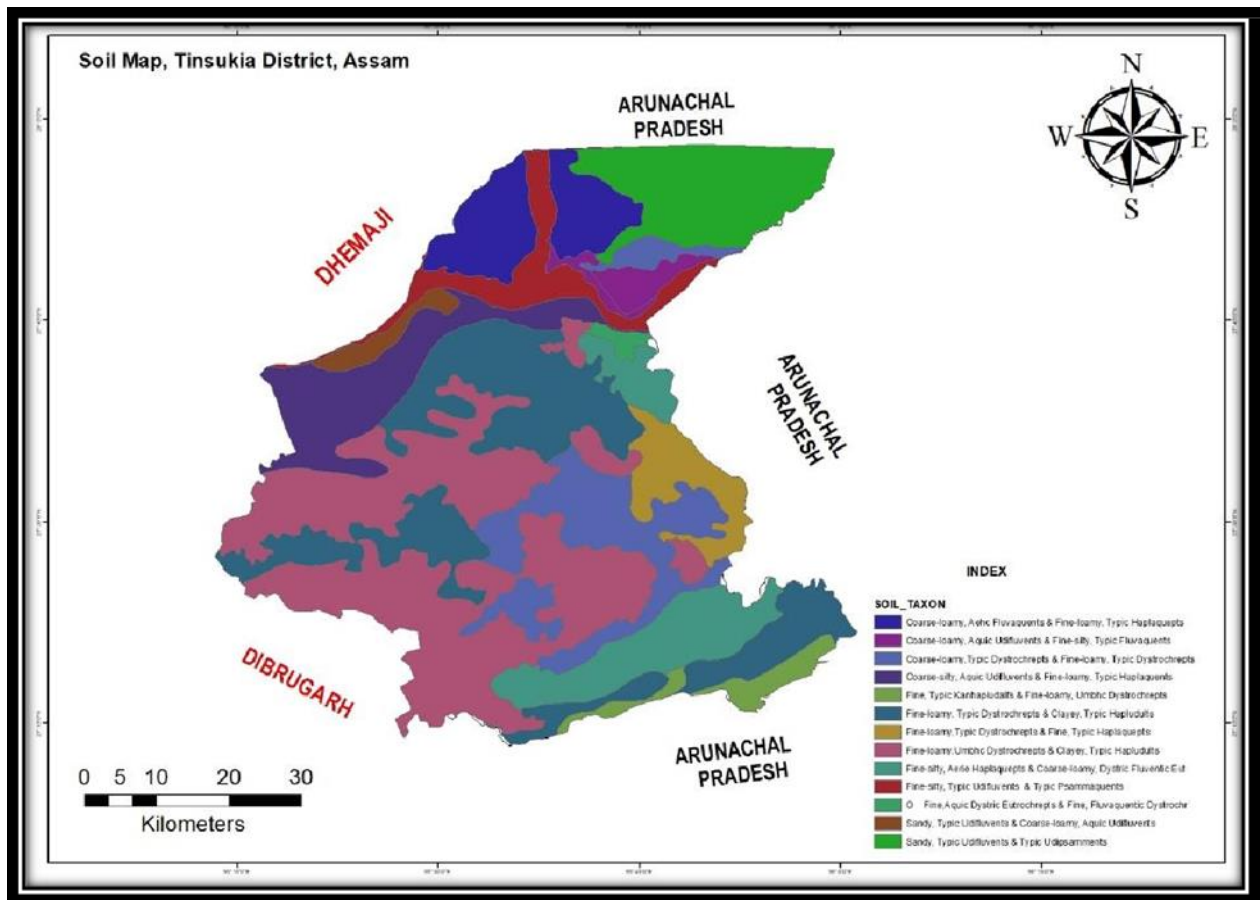 Soil Map, Tinsukia District, Assam
N
W
E
S
ARUNACHAL
PRADESH
DHEMAJI
ARUNACHAL
PRADESH
DIBRUGARH
ARUNACHAL
PRADESH
0 5 10 20 30
Kilometers
INDEX
SOIL_TAXON
Coarse-loamy, Aeric Fluvaquents & Fine-loamy, Typic Haplaquepts
Coarse-loamy, Aquic Udifluvents & Fine-silty, Typic Fluvaquents
Coarse-loamy, Typic Dystrochrepts & Fine-loamy, Typic Dystrochrepts
Coarse-silty, Aquic Udifluvents & Fine-loamy, Typic Haplaquents
Fine, Typic Kanhapludalfs & Fine-loamy, Umbric Dystrochrepts
Fine-loamy, Typic Dystrochrepts & Clayey, Typic Hapludults
Fine-loamy, Typic Dystrochrepts & Fine, Typic Haplaquepts
Fine-loamy, Umbric Dystrochrepts & Clayey, Typic Hapludults
Fine-silty, Aeric Haplaquepts & Coarse-loamy, Dystric Fluventic Eut
Fine-silty, Typic Udifluvents & Typic Psammaquents
O Fine, Aquic Dystric Eutrochrepts & Fine, Fluvaquentic Dystrochr
Sandy, Typic Udifluvents & Coarse-loamy, Aquic Udifluvents
Sandy, Typic Udifluvents & Typic Udipsamments